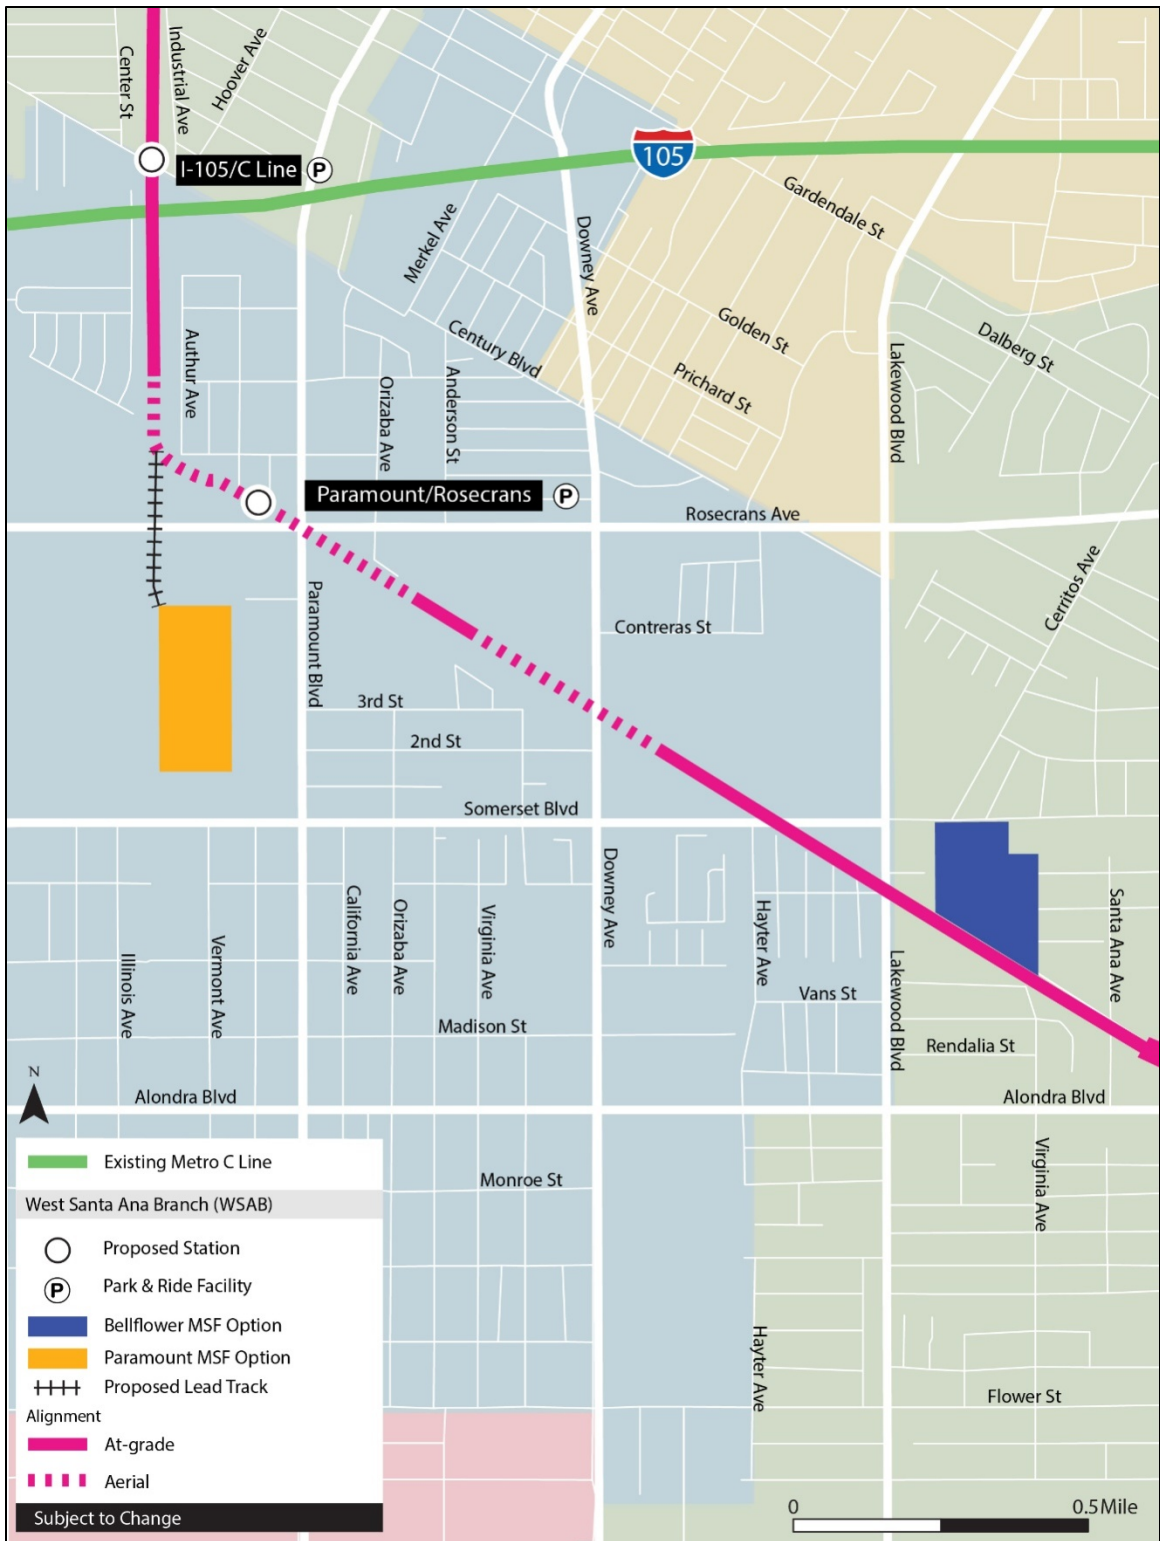 Center St
Industrial Ave
Hoover Ave
I-105/C Line
P
105
Gardendale St
Merkel Ave
Downey Ave
Golden St
Dalberg St
Century Blvd
Prichard St
Authur Ave
Orizaba Ave
Anderson St
Lakewood Blvd
Paramount/Rosecrans
P
Rosecrans Ave
Cerritos Ave
Paramount Blvd
Contreras St
3rd St
2nd St
Somerset Blvd
Downey Ave
California Ave
Orizaba Ave
Virginia Ave
Hayter Ave
Santa Ana Ave
Illinois Ave
Vermont Ave
Lakewood Blvd
Vans St
Madison St
Rendalia St
N
Alondra Blvd
Alondra Blvd
Monroe St
Virginia Ave
Hayter Ave
Flower St
Existing Metro C Line
West Santa Ana Branch (WSAB)
Proposed Station
P
Park & Ride Facility
Bellflower MSF Option
Paramount MSF Option
Proposed Lead Track
Alignment
At-grade
Aerial
Subject to Change
0
0.5 Mile